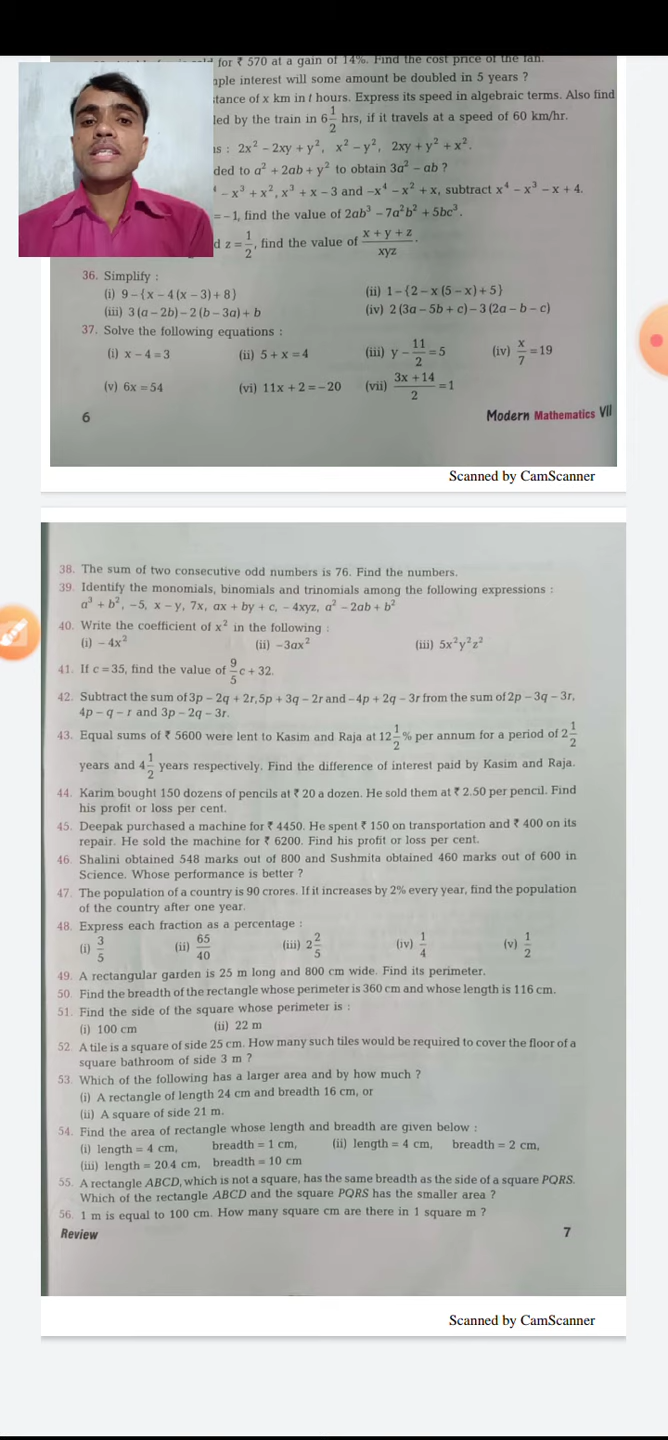 for ₹ 570 at a gain of 14%. Find the cost price of the fan.
ple interest will some amount be doubled in 5 years ?
stance of x km in t hours. Express its speed in algebraic terms. Also find
led by the train in 6 1/2 hrs, if it travels at a speed of 60 km/hr.
ns : 2x² – 2xy + y², x² – y², 2xy + y² + x².
ded to a² + 2ab + y² to obtain 3a² – ab ?
– x³ + x², x³ + x – 3 and –x⁴ – x² + x, subtract x⁴ – x³ – x + 4.
= –1, find the value of 2ab³ – 7a²b² + 5bc³.
d z = 1/2, find the value of (x + y + z)/xyz.
36. Simplify :
(i) 9 – {x – 4 (x – 3) + 8} (ii) 1 – {2 – x (5 – x) + 5}
(iii) 3 (a – 2b) – 2 (b – 3a) + b (iv) 2 (3a – 5b + c) – 3 (2a – b – c)
37. Solve the following equations :
(i) x – 4 = 3 (ii) 5 + x = 4 (iii) y – 11/2 = 5 (iv) x/7 = 19
(v) 6x = 54 (vi) 11x + 2 = – 20 (vii) (3x + 14)/2 = 1
6 Modern Mathematics VII
Scanned by CamScanner
38. The sum of two consecutive odd numbers is 76. Find the numbers.
39. Identify the monomials, binomials and trinomials among the following expressions :
a³ + b², –5, x – y, 7x, ax + by + c, – 4xyz, a² – 2ab + b²
40. Write the coefficient of x² in the following :
(i) – 4x² (ii) –3ax² (iii) 5x²y²z²
41. If c = 35, find the value of 9/5 c + 32.
42. Subtract the sum of 3p – 2q + 2r, 5p + 3q – 2r and – 4p + 2q – 3r from the sum of 2p – 3q – 3r,
4p – q – r and 3p – 2q – 3r.
43. Equal sums of ₹ 5600 were lent to Kasim and Raja at 12 1/2 % per annum for a period of 2 1/2
years and 4 1/2 years respectively. Find the difference of interest paid by Kasim and Raja.
44. Karim bought 150 dozens of pencils at ₹ 20 a dozen. He sold them at ₹ 2.50 per pencil. Find
his profit or loss per cent.
45. Deepak purchased a machine for ₹ 4450. He spent ₹ 150 on transportation and ₹ 400 on its
repair. He sold the machine for ₹ 6200. Find his profit or loss per cent.
46. Shalini obtained 548 marks out of 800 and Sushmita obtained 460 marks out of 600 in
Science. Whose performance is better ?
47. The population of a country is 90 crores. If it increases by 2% every year, find the population
of the country after one year.
48. Express each fraction as a percentage :
(i) 3/5 (ii) 65/40 (iii) 2 2/5 (iv) 1/4 (v) 1/2
49. A rectangular garden is 25 m long and 800 cm wide. Find its perimeter.
50. Find the breadth of the rectangle whose perimeter is 360 cm and whose length is 116 cm.
51. Find the side of the square whose perimeter is :
(i) 100 cm (ii) 22 m
52. A tile is a square of side 25 cm. How many such tiles would be required to cover the floor of a
square bathroom of side 3 m ?
53. Which of the following has a larger area and by how much ?
(i) A rectangle of length 24 cm and breadth 16 cm, or
(ii) A square of side 21 m.
54. Find the area of rectangle whose length and breadth are given below :
(i) length = 4 cm, breadth = 1 cm, (ii) length = 4 cm, breadth = 2 cm,
(iii) length = 20.4 cm, breadth = 10 cm
55. A rectangle ABCD, which is not a square, has the same breadth as the side of a square PQRS.
Which of the rectangle ABCD and the square PQRS has the smaller area ?
56. 1 m is equal to 100 cm. How many square cm are there in 1 square m ?
Review 7
Scanned by CamScanner